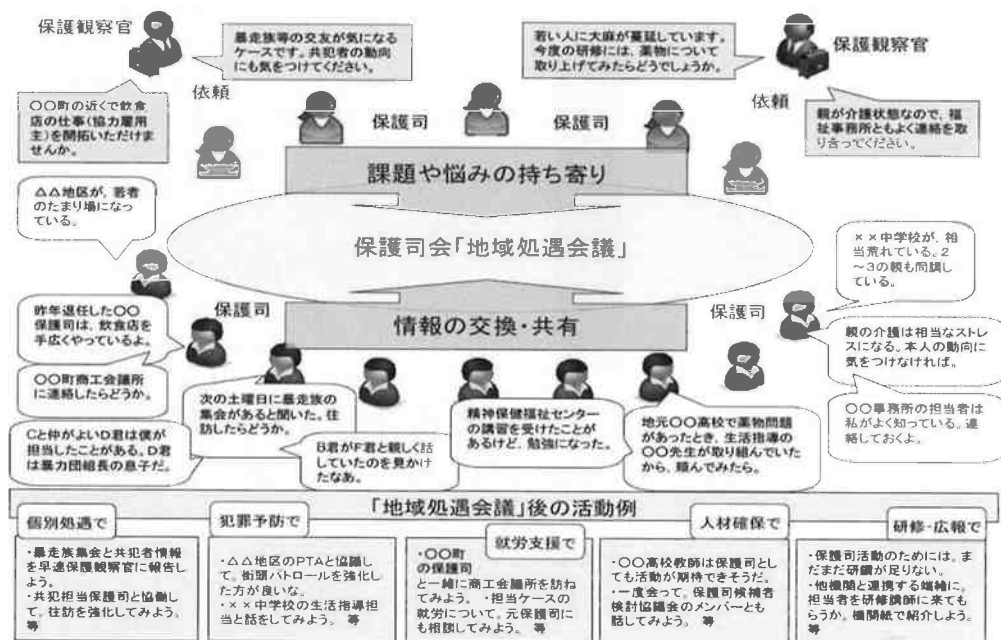 保護観察官
暴走族等の交友が気になる
ケースです。共犯者の動向
にも気をつけてください。
若い人に大麻が蔓延しています。
今度の研修には、薬物について
取り上げてみたらどうでしょうか。
保護観察官
依頼
依頼
〇〇町の近くで飲食
店の仕事(協力雇用
主)を開拓いただけま
せんか。
親が介護状態なので、福
祉事務所ともよく連絡を取
り合ってください。
保護司
保護司
課題や悩みの持ち寄り
△△地区が、若者
のたまり場になっ
ている。
保護司会「地域処遇会議」
××中学校が、相
当荒れている。2
~3の親も同調し
ている。
保護司
情報の交換・共有
保護司
昨年退任した〇〇
保護司は、飲食店を
手広くやっているよ。
親の介護は相当なストレ
スになる。本人の動向に
気をつけなければ。
〇〇町商工会議所
に連絡したらどうか。
次の土曜日に暴走族の
集会があると聞いた。往
訪したらどうか。
精神保健福祉センター
の講習を受けたことが
あるけど、勉強になった。
地元〇〇高校で薬物問題
があったとき、生活指導の
〇〇先生が取り組んでいた
から、頼んでみたら。
〇〇事務所の担当者は
私がよく知っている。連
絡しておくよ。
Cと仲がよいD君は僕が
担当したことがある。D君
は暴力団組長の息子だ。
B君がF君と親しく話
していたのを見かけ
たなあ。
「地域処遇会議」後の活動例
個別処遇で
・暴走族集会と共犯者情報
を早速保護観察官に報告し
よう。
・共犯担当保護司と協働し
て、往訪を強化してみよう。
等
犯罪予防で
・△△地区のPTAと協議し
て、街頭パトロールを強化し
た方が良いな。
・××中学校の生活指導担当
と話をしてみよう。 等
就労支援で
・〇〇町
の保護司
と一緒に商工会議所を訪ね
てみよう。・担当ケースの
就労について、元保護司に
も相談してみよう。 等
人材確保で
・〇〇高校教師は保護司とし
ても活動が期待できそうだ。
・一度会って、保護司候補者
検討協議会のメンバーとも
話してみよう。 等
研修・広報で
・保護司活動のためには、ま
だまだ研鑽が足りない。
・他機関と連携する端緒に、
担当者を研修講師に来ても
らうか、機関紙で紹介しよう。
等